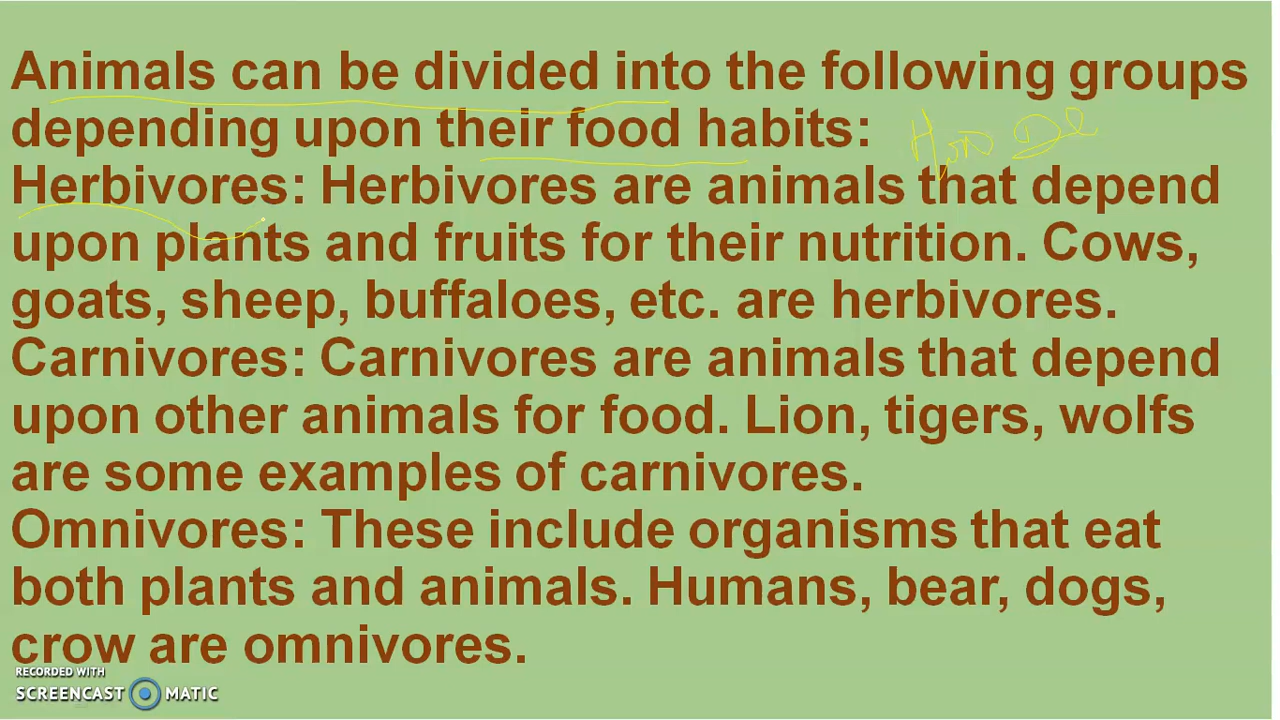 Animals can be divided into the following groups
depending upon their food habits:
Herbivores: Herbivores are animals that depend
upon plants and fruits for their nutrition. Cows,
goats, sheep, buffaloes, etc. are herbivores.
Carnivores: Carnivores are animals that depend
upon other animals for food. Lion, tigers, wolfs
are some examples of carnivores.
Omnivores: These include organisms that eat
both plants and animals. Humans, bear, dogs,
crow are omnivores.
RECORDED WITH
SCREENCAST MATIC